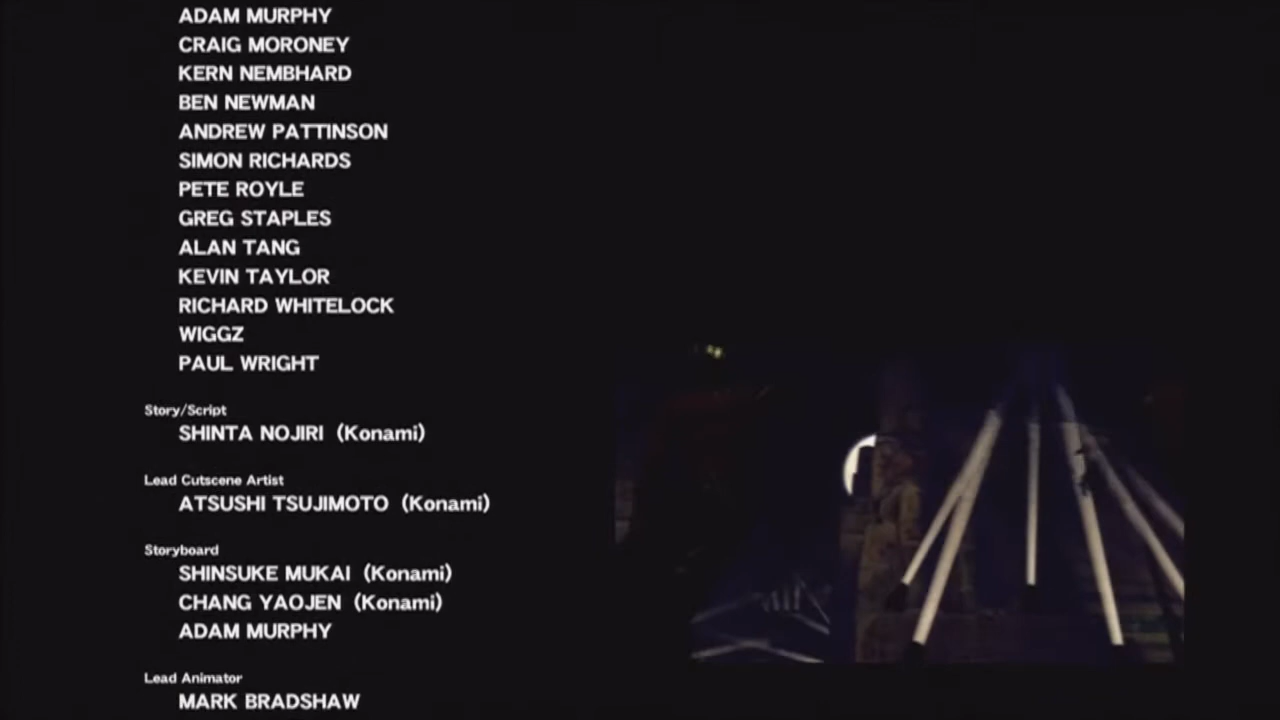 ADAM MURPHY
CRAIG MORONEY
KERN NEMBHARD
BEN NEWMAN
ANDREW PATTINSON
SIMON RICHARDS
PETE ROYLE
GREG STAPLES
ALAN TANG
KEVIN TAYLOR
RICHARD WHITELOCK
WIGGZ
PAUL WRIGHT
Story/Script
SHINTA NOJIRI (Konami)
Lead Cutscene Artist
ATSUSHI TSUJIMOTO (Konami)
Storyboard
SHINSUKE MUKAI (Konami)
CHANG YAOJEN (Konami)
ADAM MURPHY
Lead Animator
MARK BRADSHAW